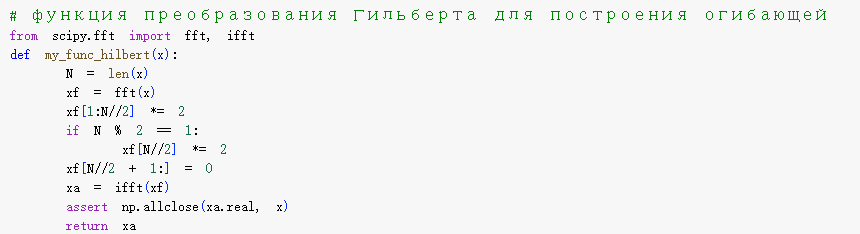 # функция преобразования Гильберта для построения огибающей
from scipy.fft import fft, ifft
def my_func_hilbert(x):
N = len(x)
xf = fft(x)
xf[1:N//2] *= 2
if N % 2 == 1:
xf[N//2] *= 2
xf[N//2 + 1:] = 0
xa = ifft(xf)
assert np.allclose(xa.real, x)
return xa